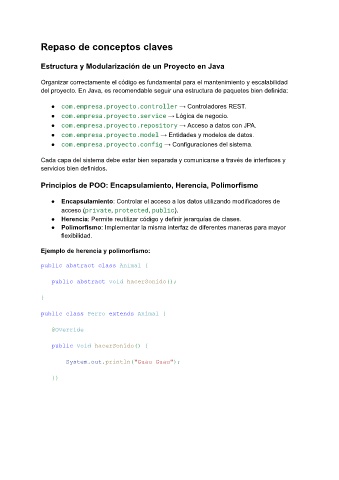 Repaso de conceptos claves
Estructura y Modularización de un Proyecto en Java
Organizar correctamente el código es fundamental para el mantenimiento y escalabilidad
del proyecto. En Java, es recomendable seguir una estructura de paquetes bien definida:
● com.empresa.proyecto.controller → Controladores REST.
● com.empresa.proyecto.service → Lógica de negocio.
● com.empresa.proyecto.repository → Acceso a datos con JPA.
● com.empresa.proyecto.model → Entidades y modelos de datos.
● com.empresa.proyecto.config → Configuraciones del sistema.
Cada capa del sistema debe estar bien separada y comunicarse a través de interfaces y
servicios bien definidos.
Principios de POO: Encapsulamiento, Herencia, Polimorfismo
● Encapsulamiento: Controlar el acceso a los datos utilizando modificadores de
acceso (private, protected, public).
● Herencia: Permite reutilizar código y definir jerarquías de clases.
● Polimorfismo: Implementar la misma interfaz de diferentes maneras para mayor
flexibilidad.
Ejemplo de herencia y polimorfismo:
public abstract class Animal {
public abstract void hacerSonido();
}
public class Perro extends Animal {
@Override
public void hacerSonido() {
System.out.println("Guau Guau");
}}